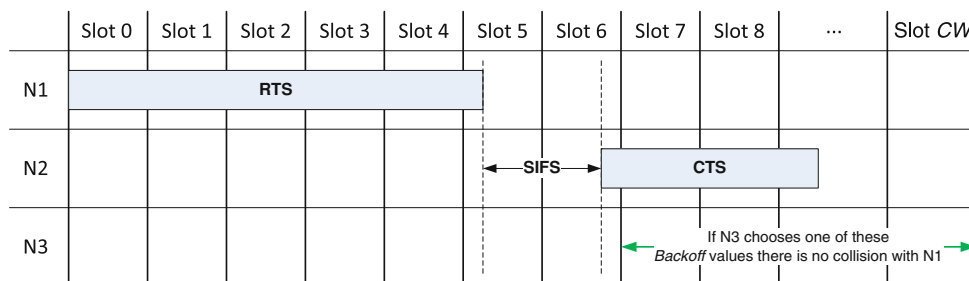 Slot 0 Slot 1 Slot 2 Slot 3 Slot 4 Slot 5 Slot 6 Slot 7 Slot 8 ... Slot CW
N1 RTS
N2 SIFS CTS
N3 If N3 chooses one of these
Backoff values there is no collision with N1